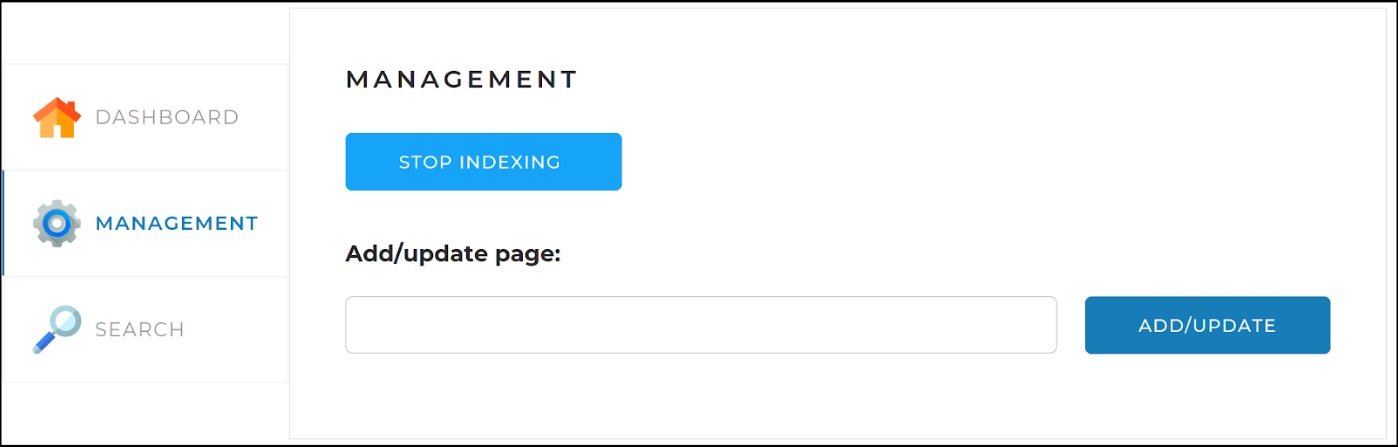 DASHBOARD
MANAGEMENT
SEARCH
MANAGEMENT
STOP INDEXING
Add/update page:
ADD/UPDATE